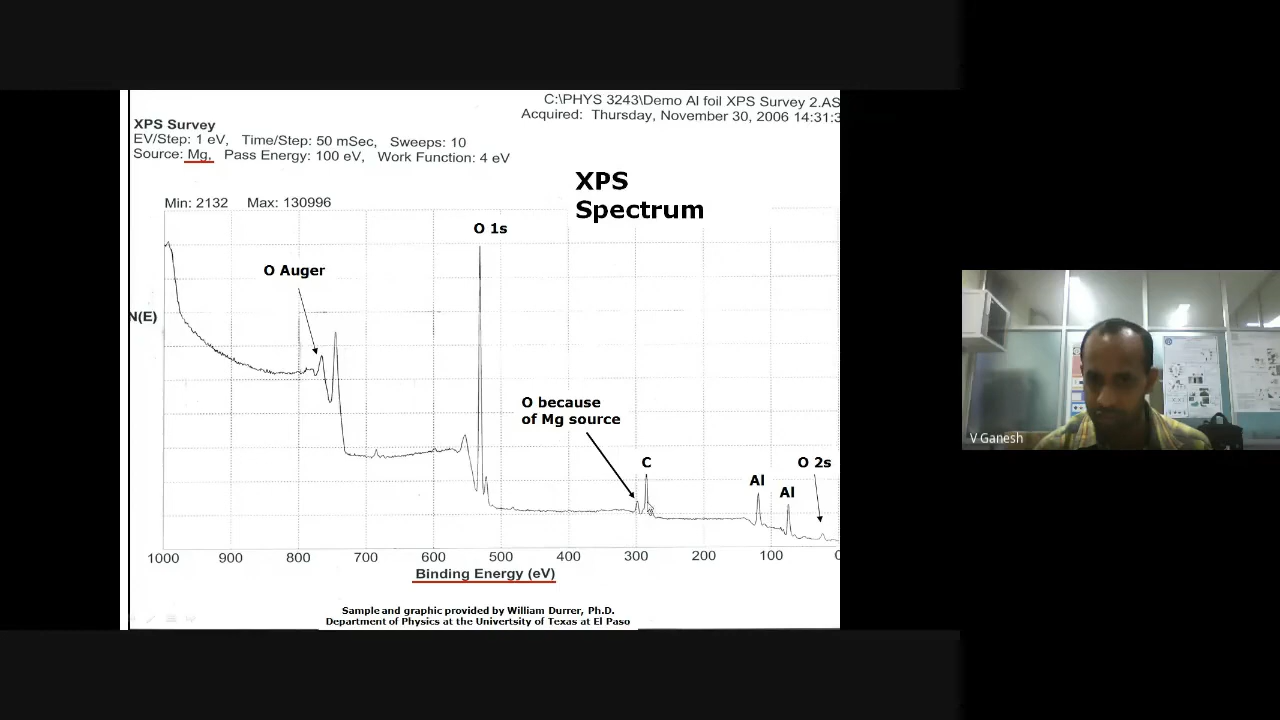 C:\PHYS 3243\Demo Al foil XPS Survey 2.AS
Acquired: Thursday, November 30, 2006 14:31:3
XPS Survey
EV/Step: 1 eV, Time/Step: 50 mSec, Sweeps: 10
Source: Mg, Pass Energy: 100 eV, Work Function: 4 eV
XPS
Spectrum
Min: 2132 Max: 130996
O 1s
O Auger
N(E)
O because
of Mg source
C
Al
Al
O 2s
1000 900 800 700 600 500 400 300 200 100 0
Binding Energy (eV)
Sample and graphic provided by William Durrer, Ph.D.
Department of Physics at the Univertsity of Texas at El Paso
V Ganesh